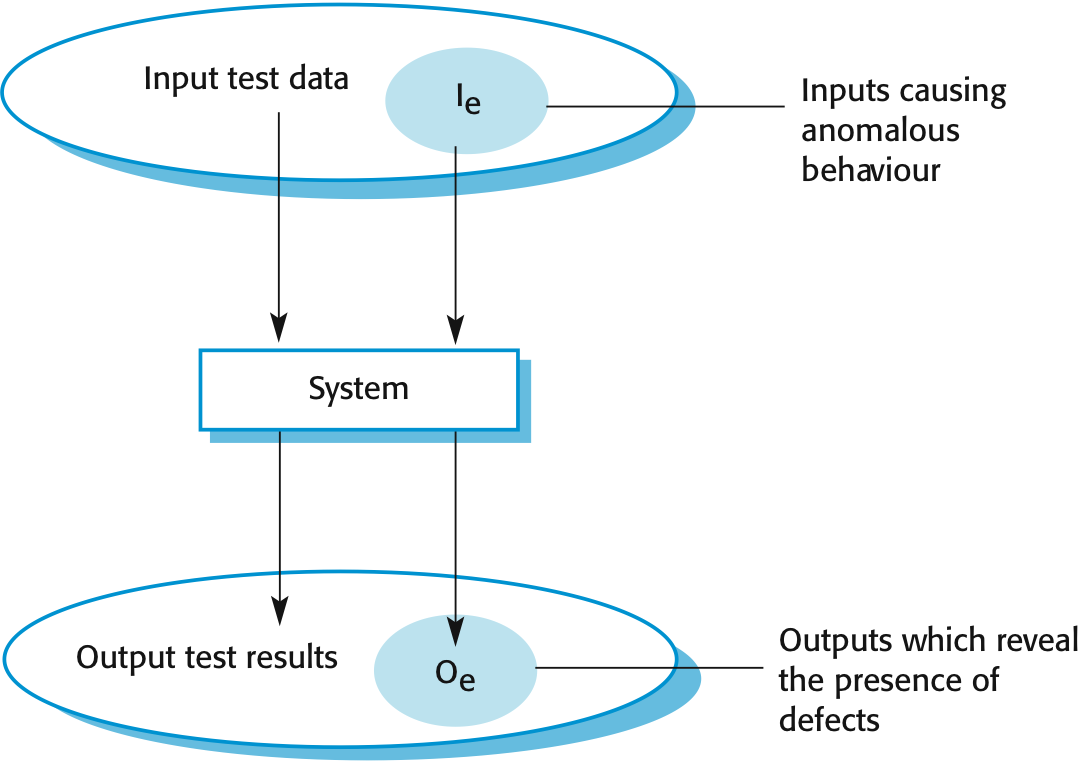 Input test data
Ie
Inputs causing
anomalous
behaviour
System
Output test results
Oe
Outputs which reveal
the presence of
defects